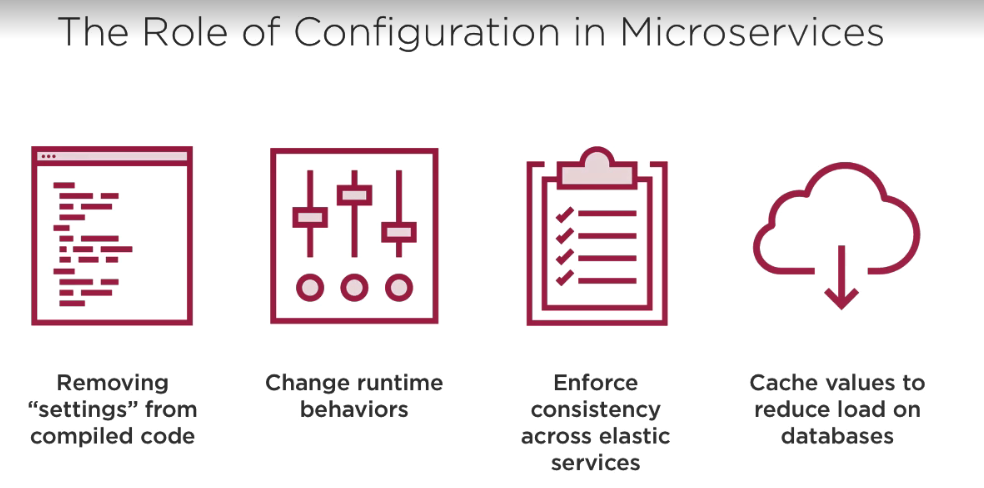 The Role of Configuration in Microservices
Removing
“settings” from
compiled code
Change runtime
behaviors
Enforce
consistency
across elastic
services
Cache values to
reduce load on
databases